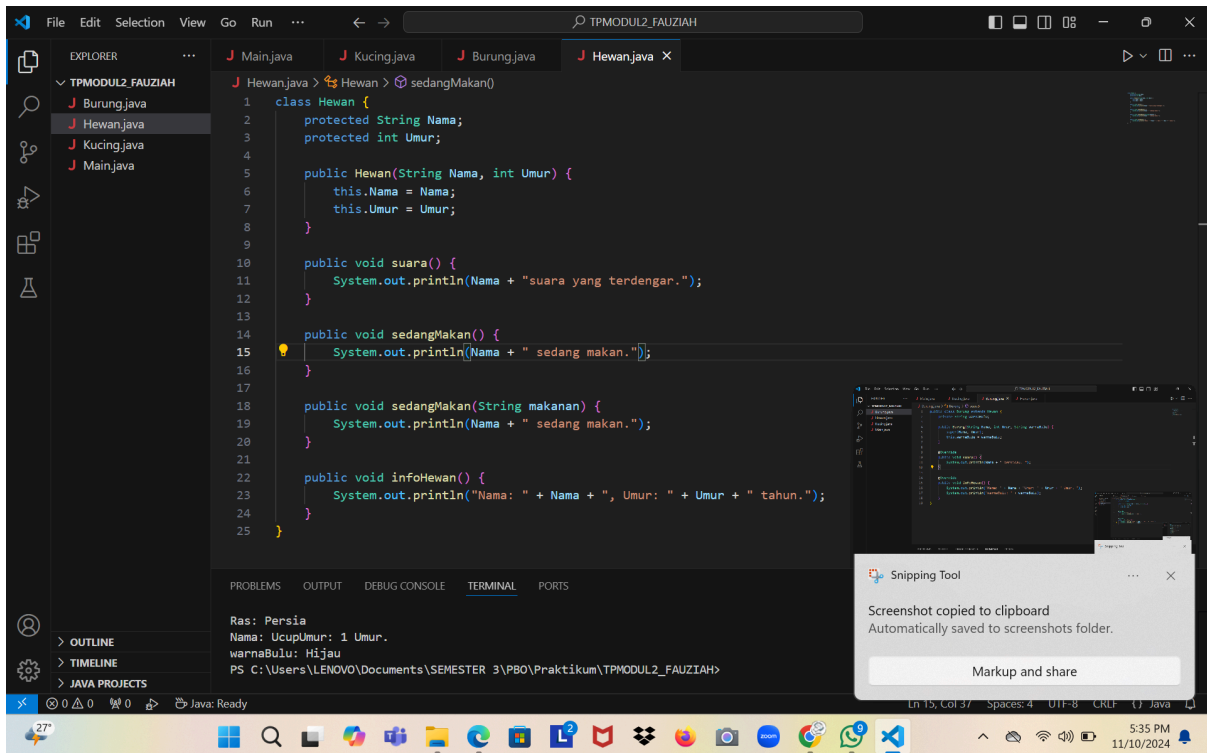 File Edit Selection View Go Run ··· TPMODUL2_FAUZIAH
EXPLORER
TPMODUL2_FAUZIAH
J Burung.java
J Hewan.java
J Kucing.java
J Main.java
OUTLINE
TIMELINE
JAVA PROJECTS
J Main.java J Kucing.java J Burung.java J Hewan.java
J Hewan.java > Hewan > sedangMakan()
1 class Hewan {
2 protected String Nama;
3 protected int Umur;
4
5 public Hewan(String Nama, int Umur) {
6 this.Nama = Nama;
7 this.Umur = Umur;
8 }
9
10 public void suara() {
11 System.out.println(Nama + "suara yang terdengar.");
12 }
13
14 public void sedangMakan() {
15 System.out.println(Nama + " sedang makan.");
16 }
17
18 public void sedangMakan(String makanan) {
19 System.out.println(Nama + " sedang makan.");
20 }
21
22 public void infoHewan() {
23 System.out.println("Nama: " + Nama + ", Umur: " + Umur + " tahun.");
24 }
25 }
PROBLEMS OUTPUT DEBUG CONSOLE TERMINAL PORTS
Ras: Persia
Nama: UcupUmur: 1 Umur.
warnaBulu: Hijau
PS C:\Users\LENOVO\Documents\SEMESTER 3\PBO\Praktikum\TPMODUL2_FAUZIAH>
Snipping Tool
Screenshot copied to clipboard
Automatically saved to screenshots folder.
Markup and share
0 0 0 Java: Ready
Ln 15, Col 37 Spaces: 4 UTF-8 CRLF {} Java
27°
L 2
zoom
9
5:35 PM
11/10/2024